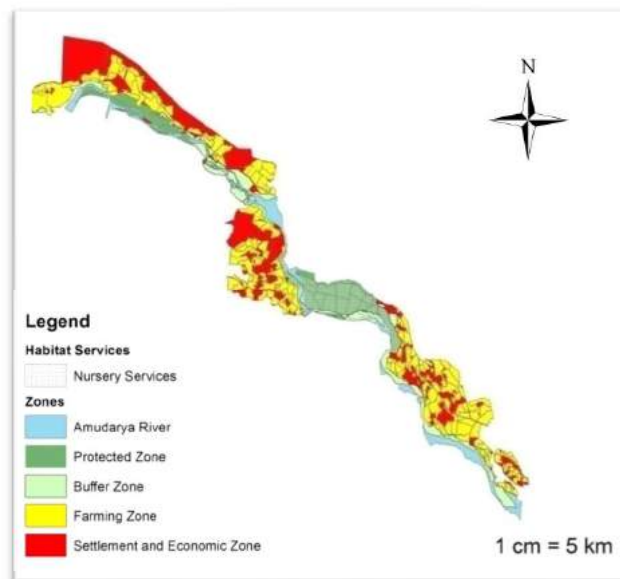 N
Legend
Habitat Services
Nursery Services
Zones
Amudarya River
Protected Zone
Buffer Zone
Farming Zone
Settlement and Economic Zone
1 cm = 5 km